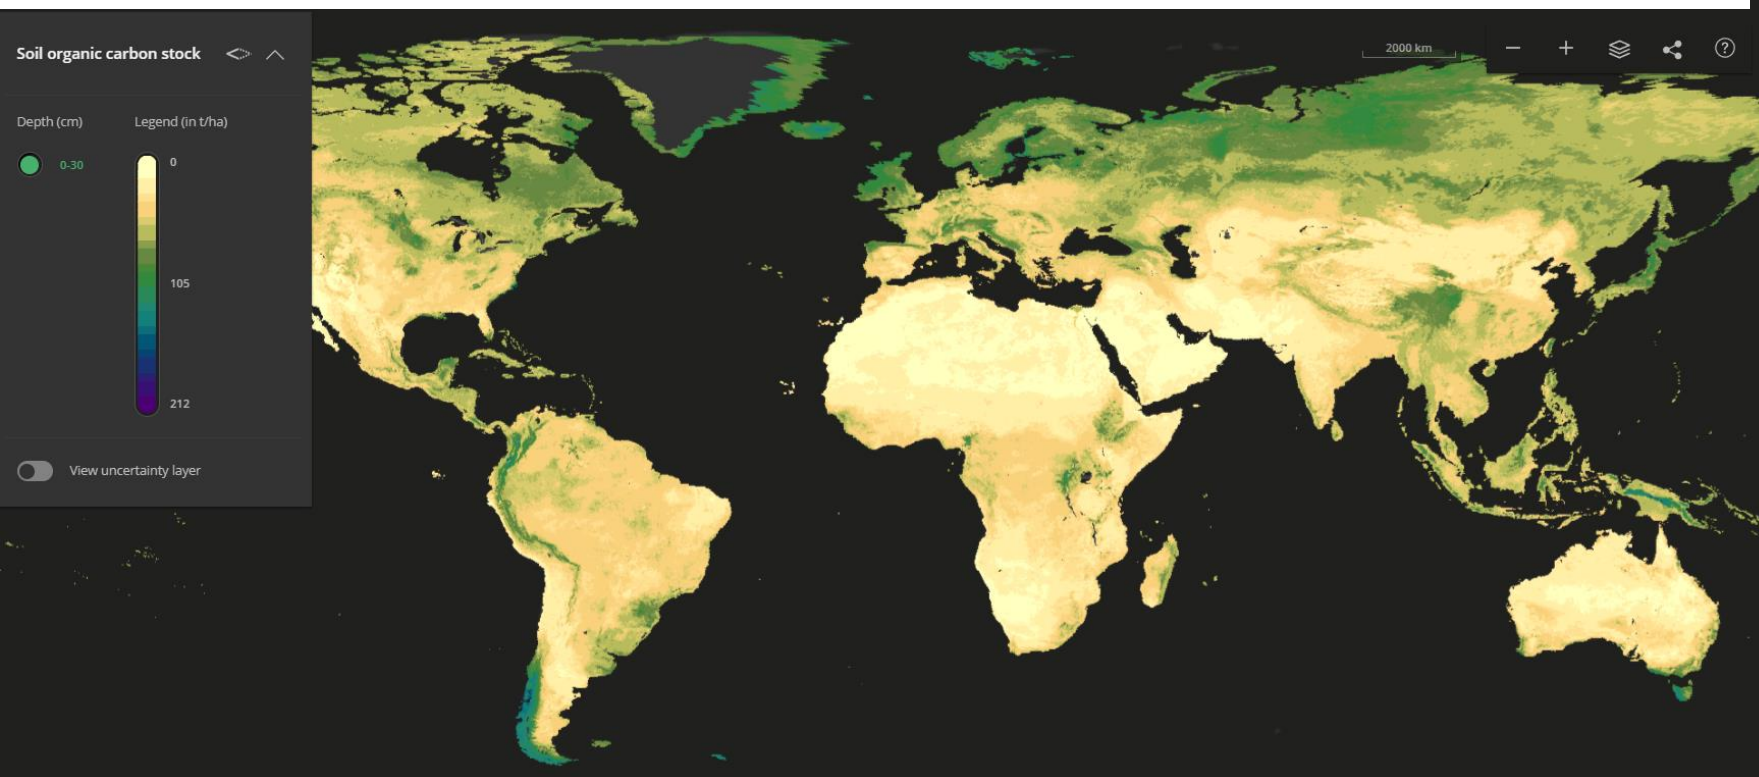 Soil organic carbon stock
Depth (cm)
Legend (in t/ha)
0-30
0
105
212
View uncertainty layer
2000 km